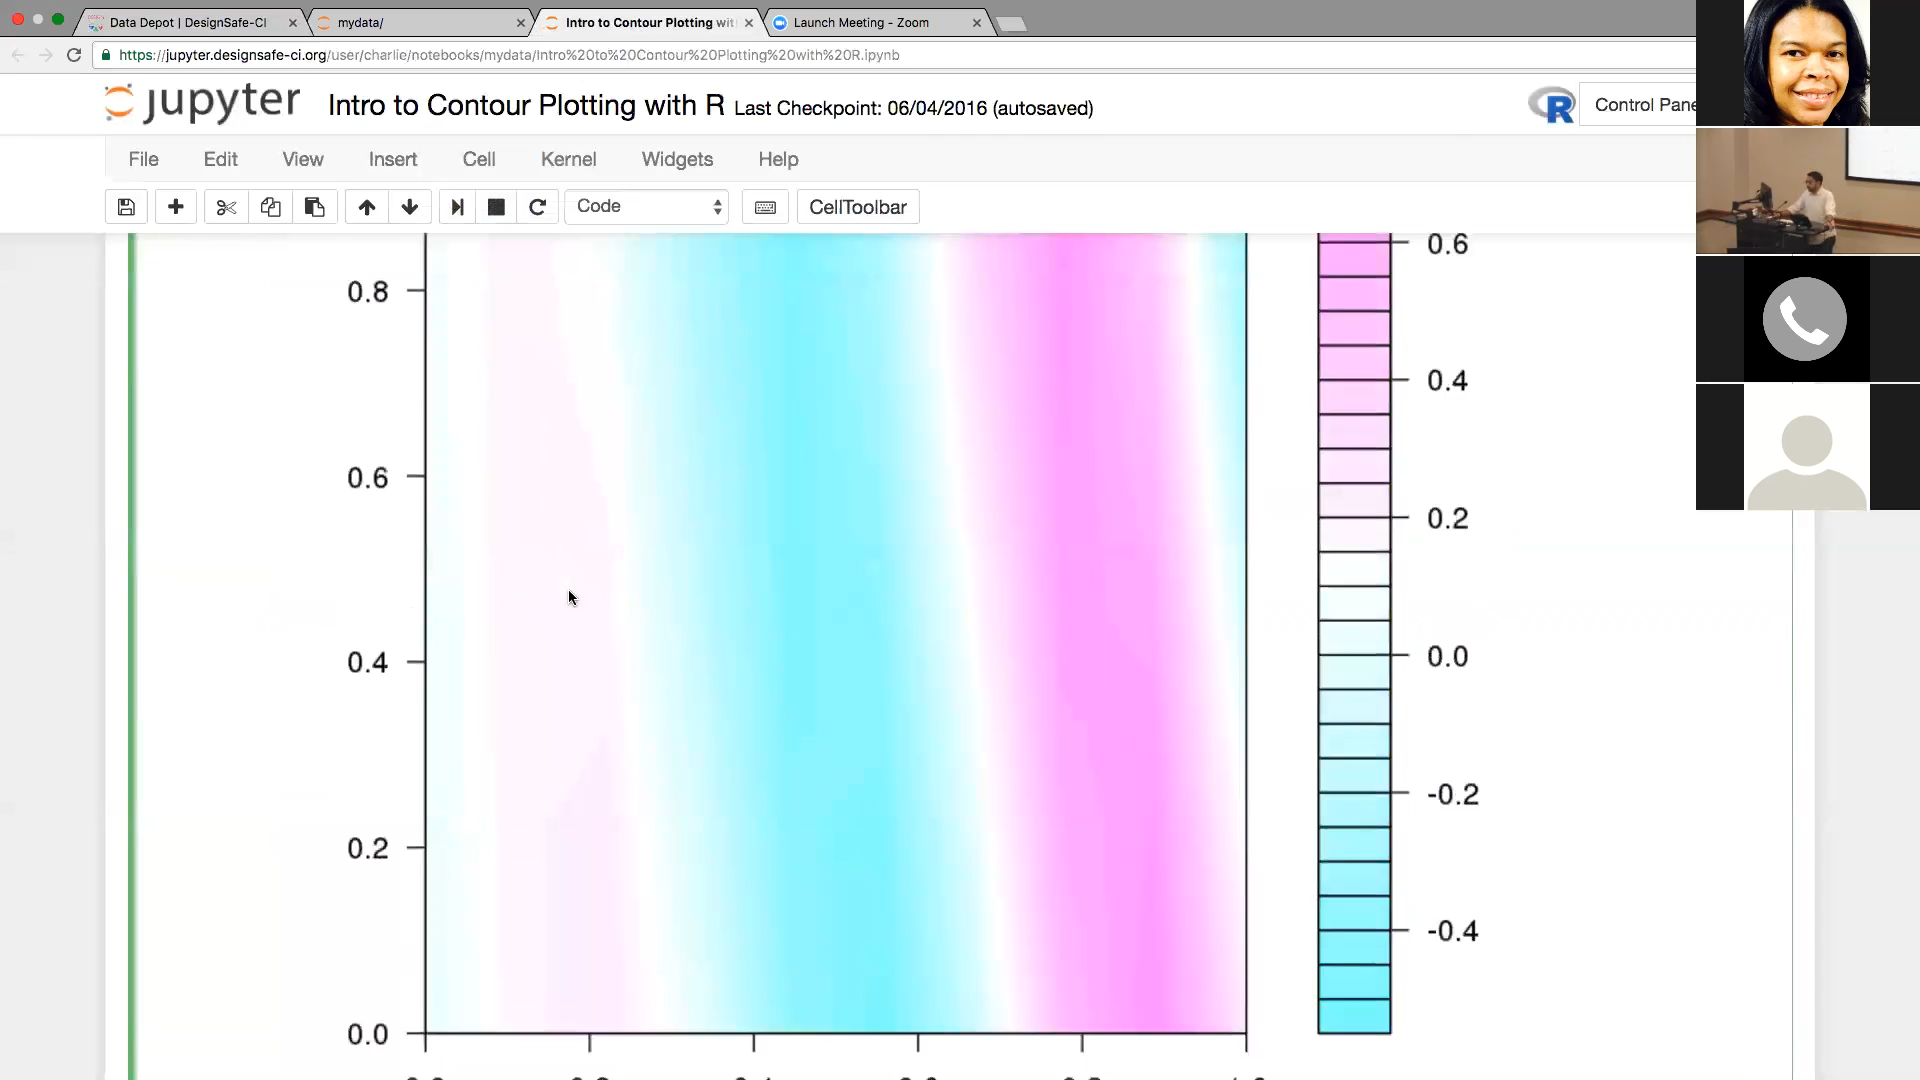 Data Depot | DesignSafe-CI
mydata/
Intro to Contour Plotting wit
Launch Meeting - Zoom
https://jupyter.designsafe-ci.org/user/charlie/notebooks/mydata/Intro%20to%20Contour%20Plotting%20with%20R.ipynb
jupyter Intro to Contour Plotting with R Last Checkpoint: 06/04/2016 (autosaved)
R Control Pane
File Edit View Insert Cell Kernel Widgets Help
Code CellToolbar
0.8
0.6
0.4
0.2
0.0
0.6
0.4
0.2
0.0
-0.2
-0.4